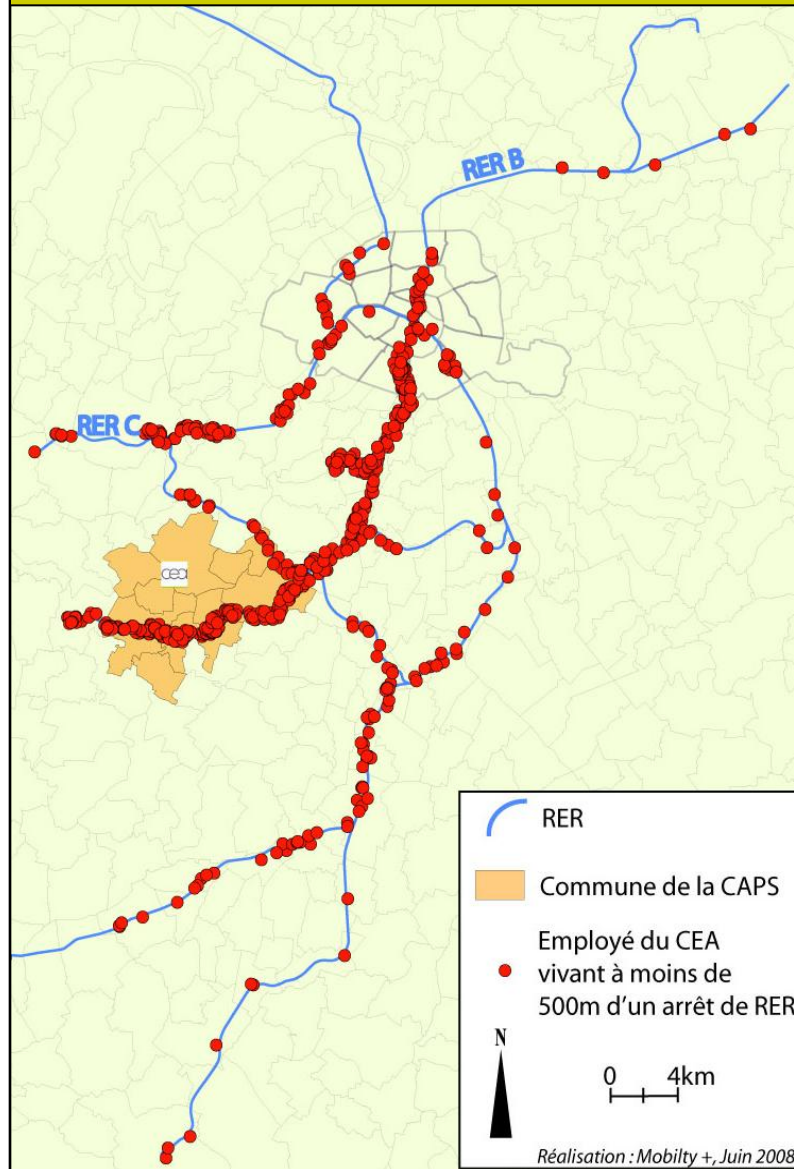 RER B
RER C
cea
RER
Commune de la CAPS
Employé du CEA
vivant à moins de
500m d'un arrêt de RER
N
0 4km
Réalisation : Mobilty +, Juin 2008